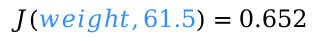 J(weight, 61.5) = 0.652